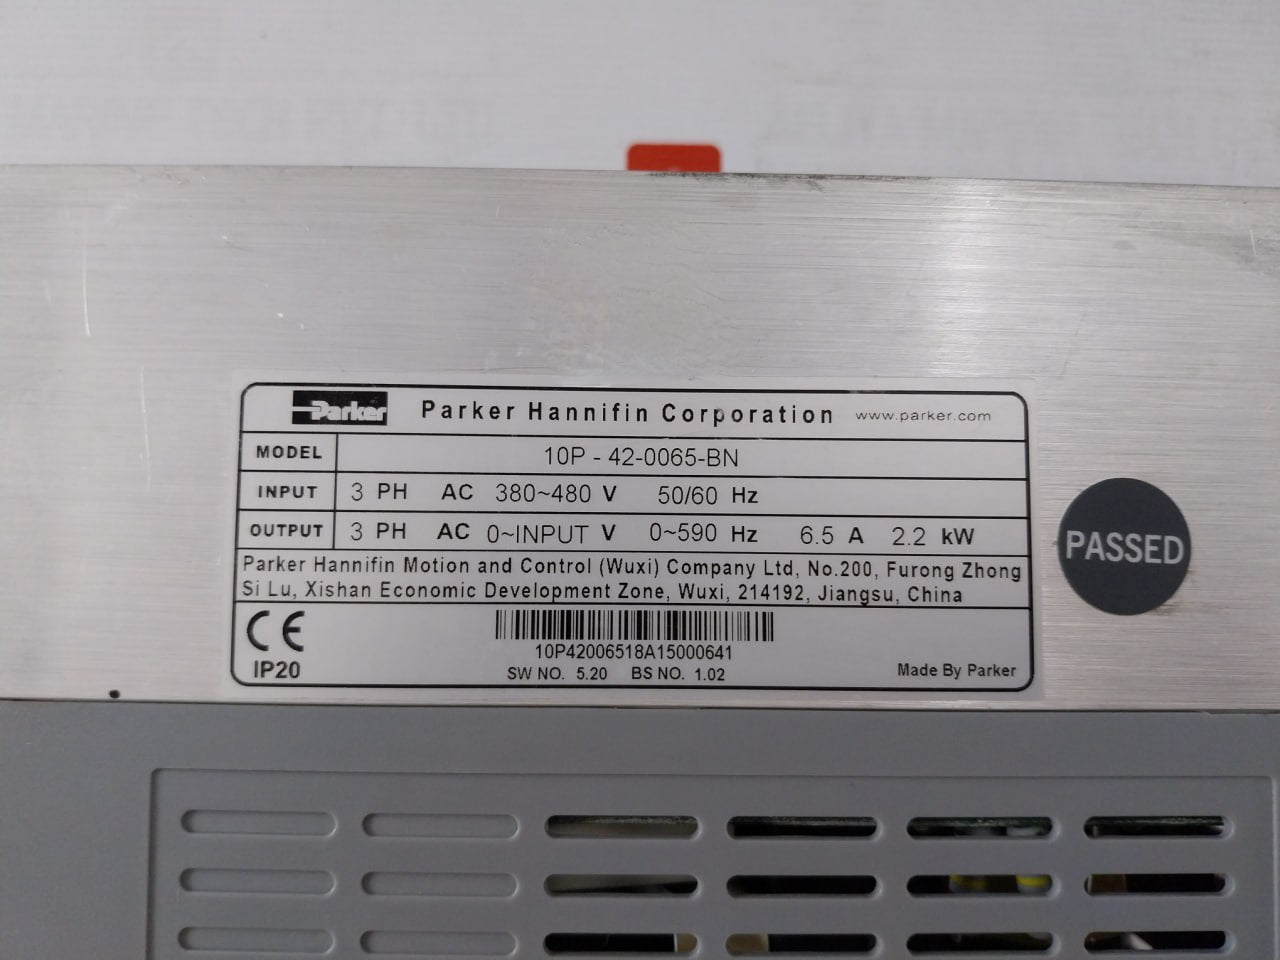 Parker Parker Hannifin Corporation www.parker.com
MODEL 10P - 42-0065-BN
INPUT 3 PH AC 380~480 V 50/60 Hz
OUTPUT 3 PH AC 0~INPUT V 0~590 Hz 6.5 A 2.2 kW
Parker Hannifin Motion and Control (Wuxi) Company Ltd, No.200, Furong Zhong
Si Lu, Xishan Economic Development Zone, Wuxi, 214192, Jiangsu, China
CE
10P42006518A15000641
IP20 SW NO. 5.20 BS NO. 1.02 Made By Parker
PASSED